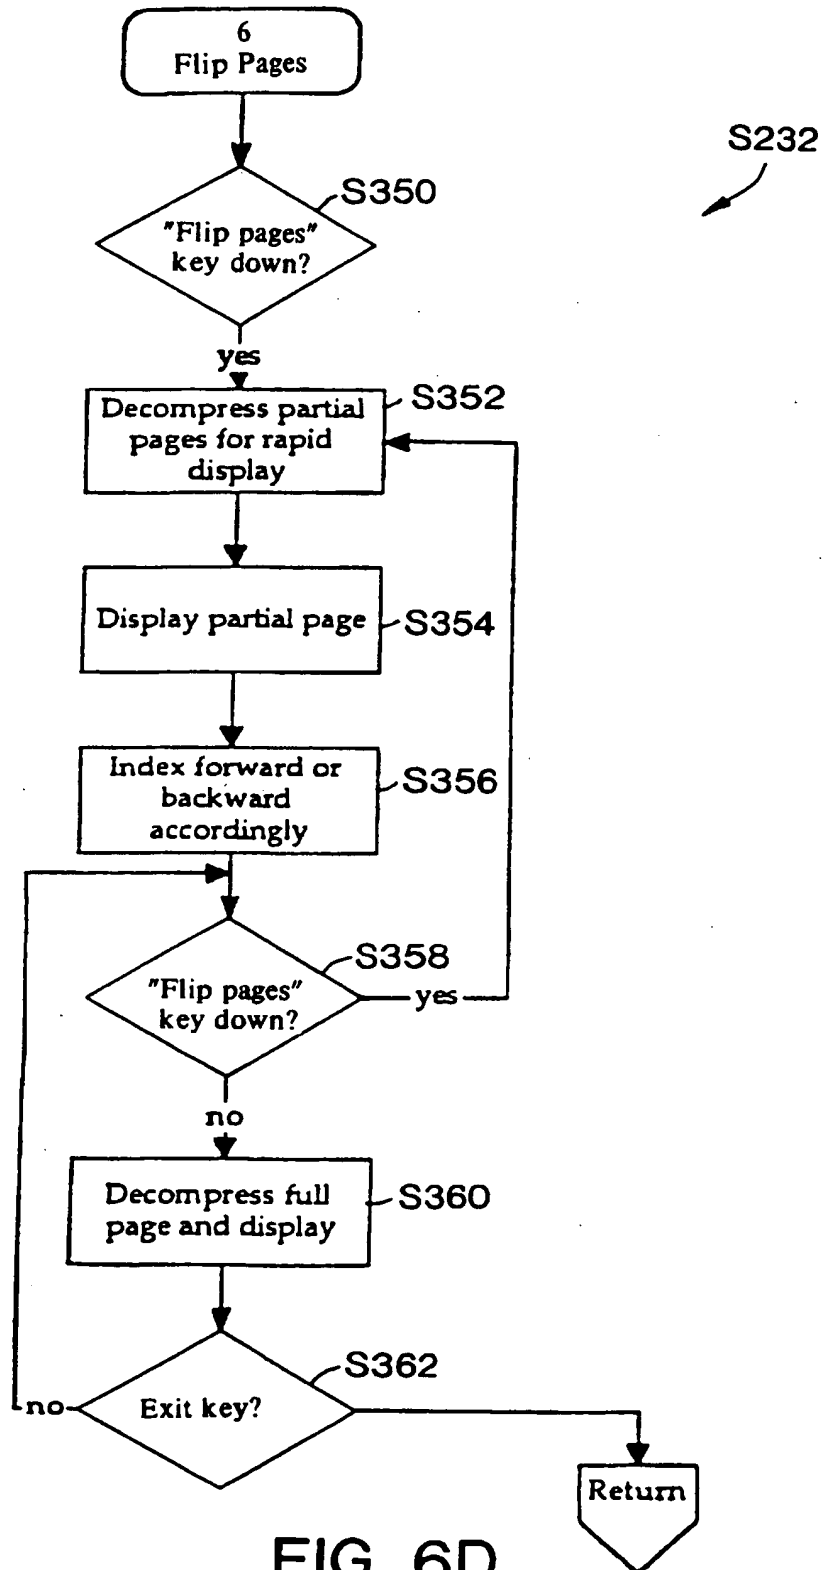 6
Flip Pages
S232
S350
"Flip pages"
key down?
yes
S352
Decompress partial
pages for rapid
display
Display partial page
S354
Index forward or
backward
accordingly
S356
S358
"Flip pages"
key down?
yes
no
Decompress full
page and display
S360
S362
Exit key?
no
Return
FIG. 6D